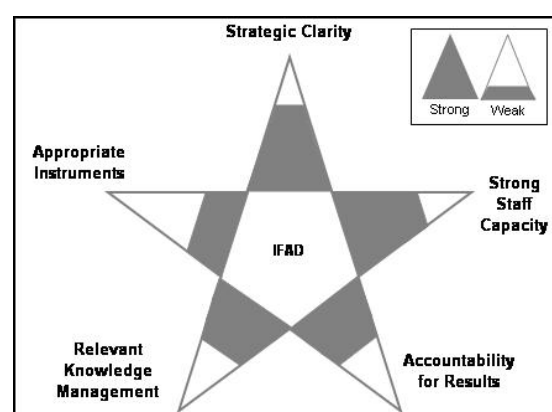 Strategic Clarity
Strong
Weak
Appropriate
Instruments
Strong
Staff
Capacity
IFAD
Relevant
Knowledge
Management
Accountability
for Results